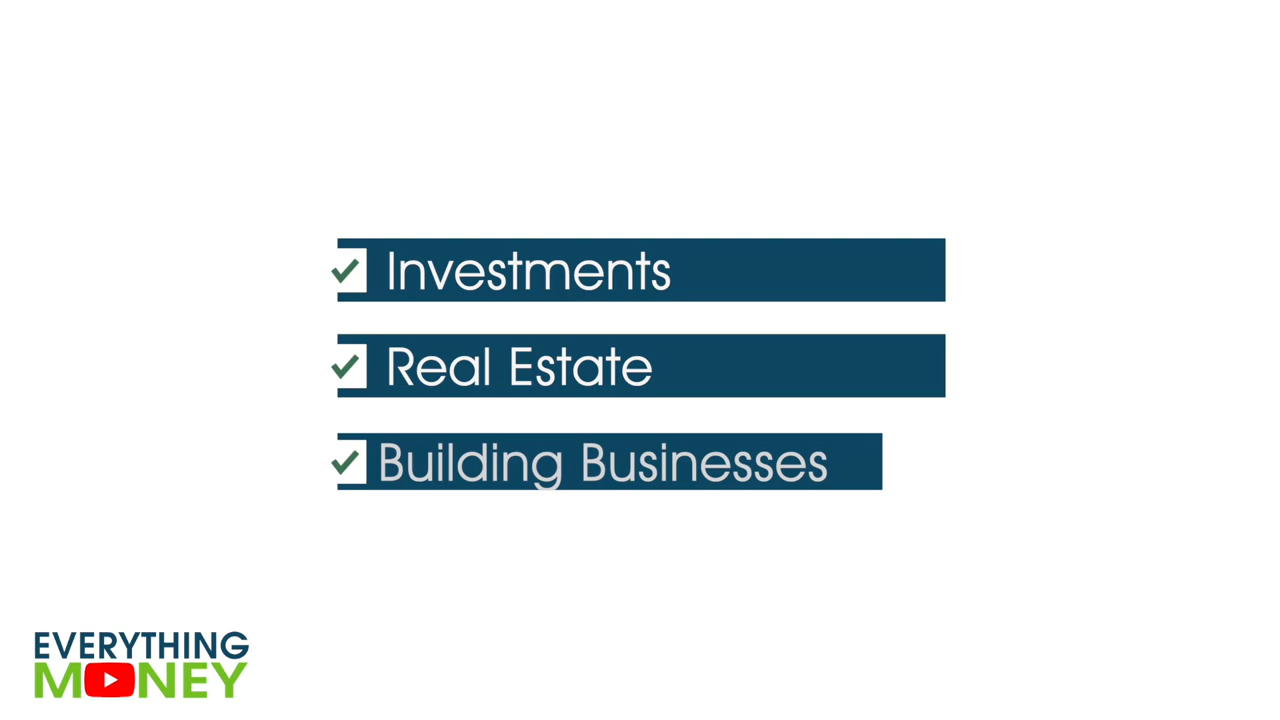 Investments
Real Estate
Building Businesses
EVERYTHING
MONEY